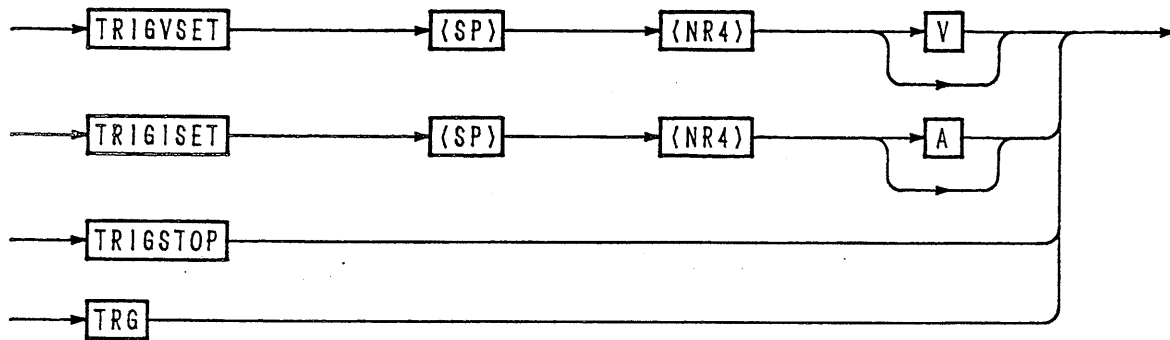 TRIGVSET ⟨SP⟩ ⟨NR4⟩ V
TRIGISET ⟨SP⟩ ⟨NR4⟩ A
TRIGSTOP
TRG